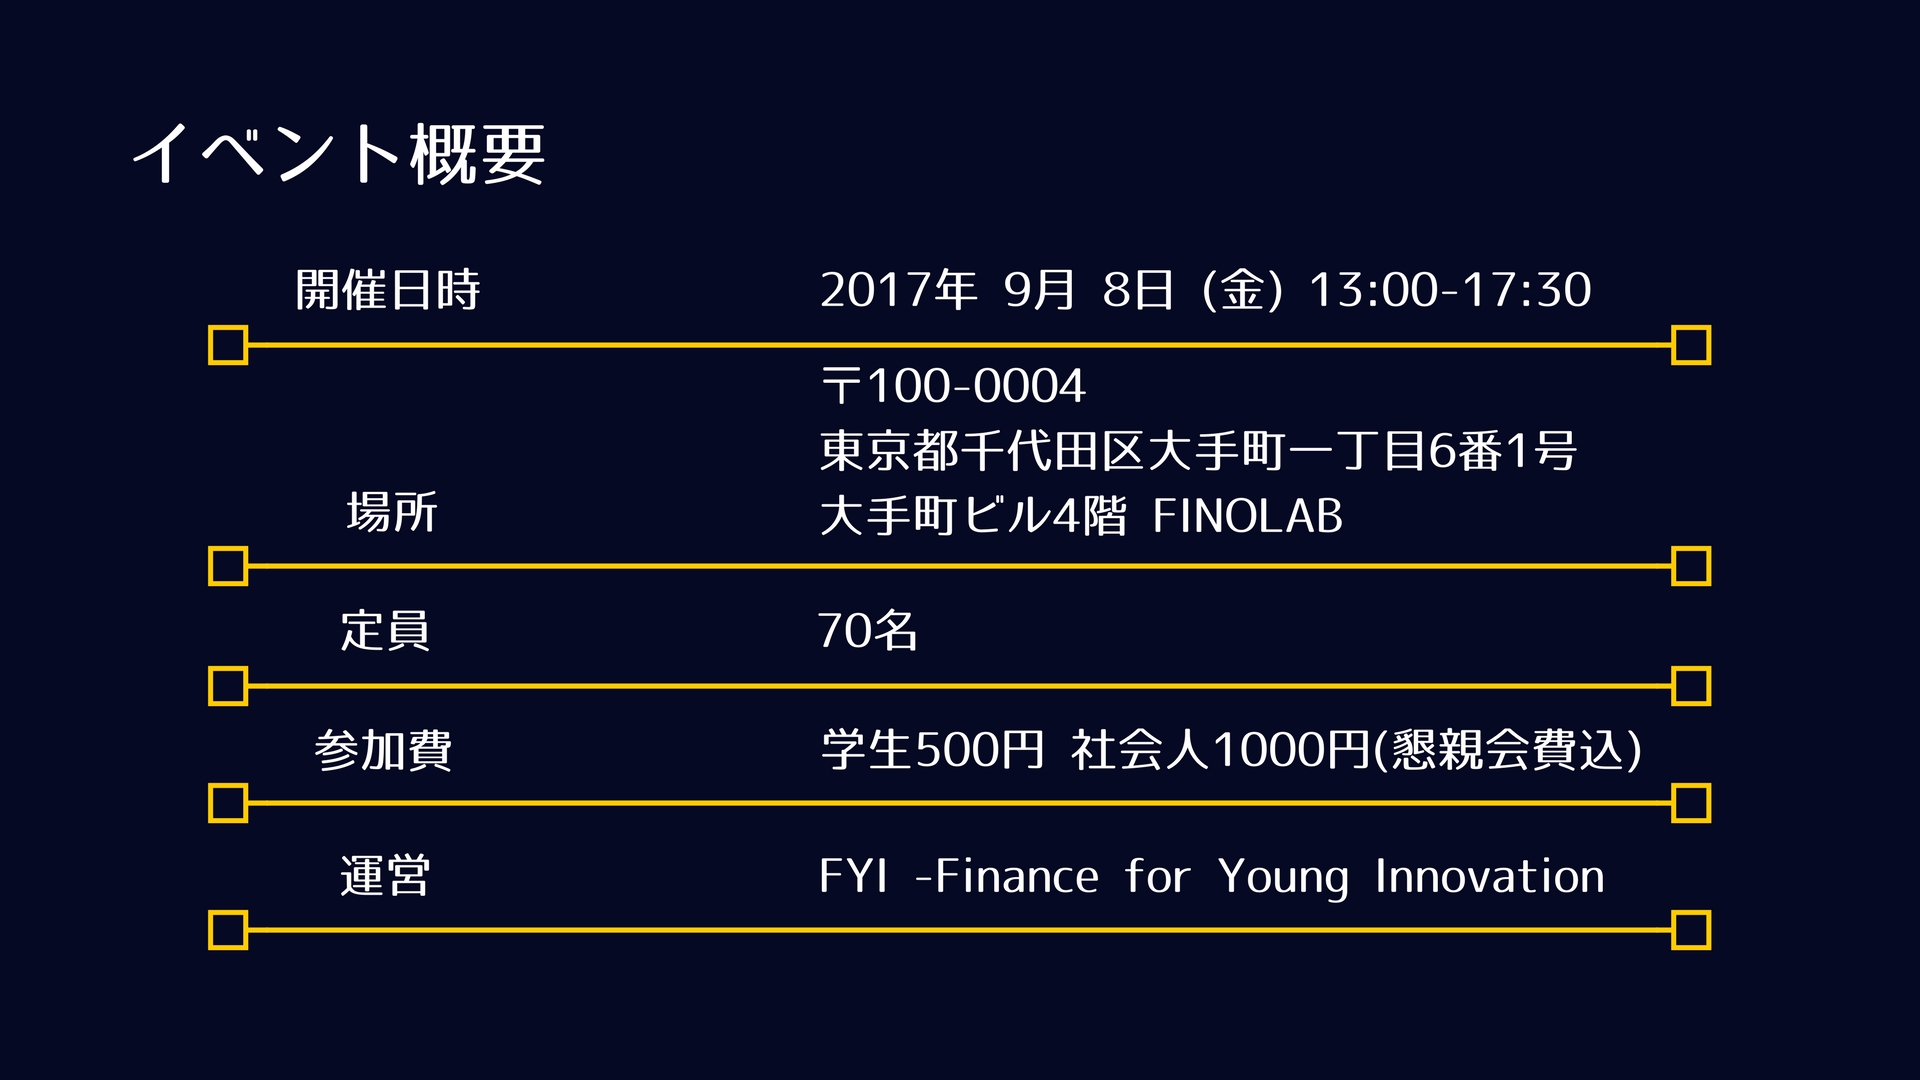 イベント概要
開催日時 2017年 9月 8日 (金) 13:00-17:30
〒100-0004
東京都千代田区大手町一丁目6番1号
場所 大手町ビル4階 FINOLAB
定員 70名
参加費 学生500円 社会人1000円(懇親会費込)
運営 FYI -Finance for Young Innovation